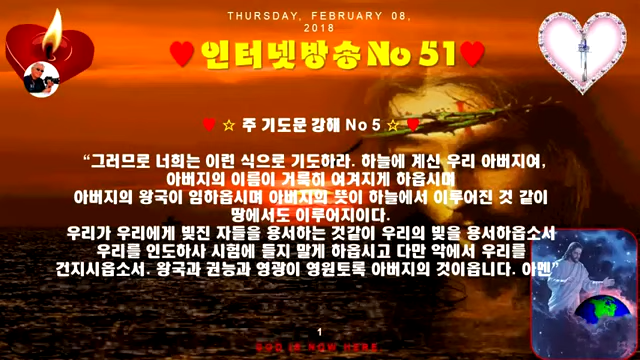 THURSDAY, FEBRUARY 08,
2018
♥인터넷방송No 51♥
♥ ☆ 주 기도문 강해 No 5 ☆ ♥
“그러므로 너희는 이런 식으로 기도하라. 하늘에 계신 우리 아버지여,
아버지의 이름이 거룩히 여겨지게 하옵시며
아버지의 왕국이 임하옵시며 아버지의 뜻이 하늘에서 이루어진 것 같이
땅에서도 이루어지이다.
우리가 우리에게 빚진 자들을 용서하는 것같이 우리의 빚을 용서하옵소서
우리를 인도하사 시험에 들지 말게 하옵시고 다만 악에서 우리를
건지시옵소서. 왕국과 권능과 영광이 영원토록 아버지의 것이옵니다. 아멘”
1
GOD IS NOW HERE